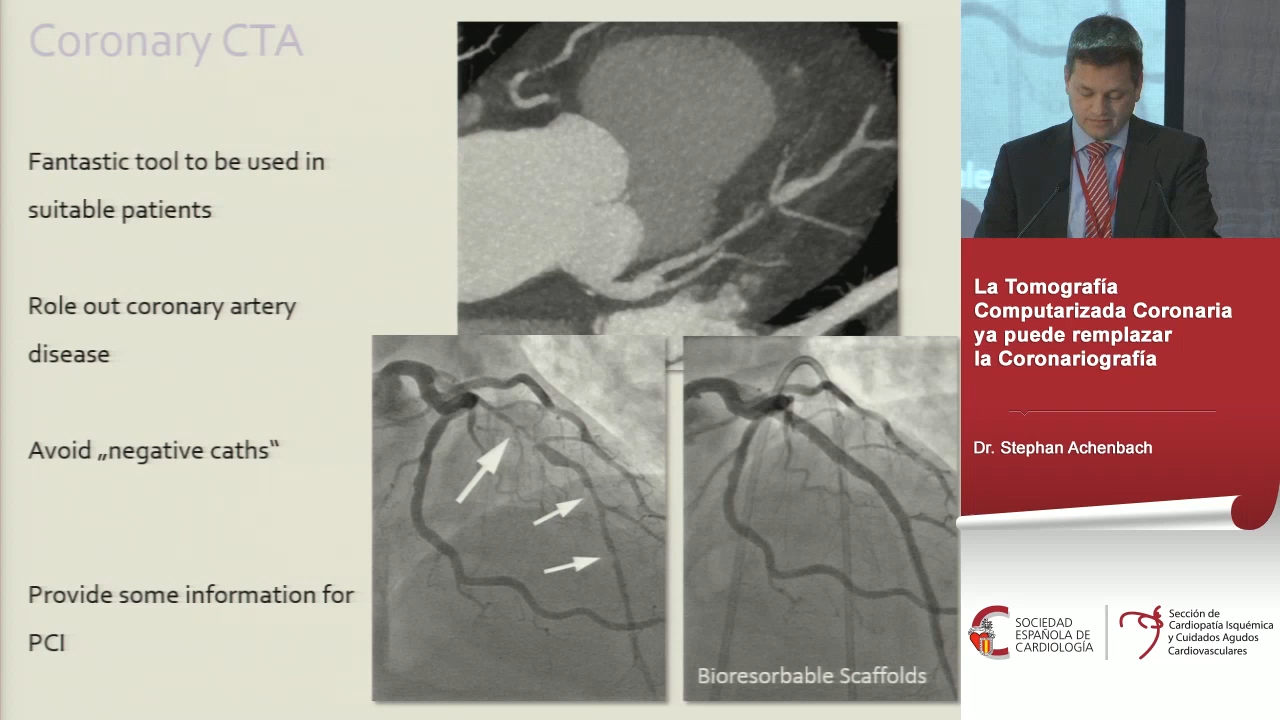 Coronary CTA
Fantastic tool to be used in
suitable patients
Role out coronary artery
disease
Avoid „negative caths“
Provide some information for
PCI
Bioresorbable Scaffolds
La Tomografía
Computarizada Coronaria
ya puede remplazar
la Coronariografía
Dr. Stephan Achenbach
SOCIEDAD
ESPAÑOLA DE
CARDIOLOGÍA
Sección de
Cardiopatía Isquémica
y Cuidados Agudos
Cardiovasculares